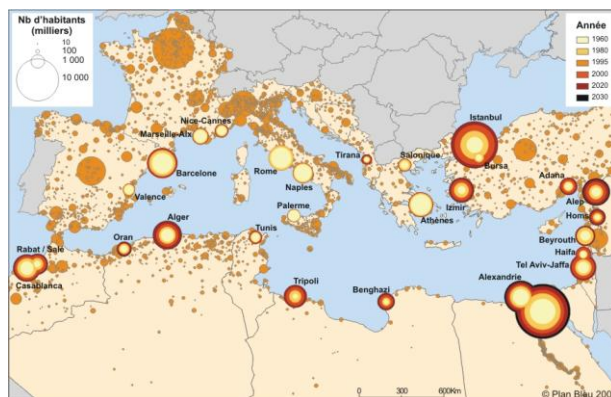 Nb d'habitants
(milliers)
10
100
1 000
10 000
Année
1960
1980
1995
2000
2020
2030
Nice-Cannes
Marseille-Aix
Istanbul
Bursa
Tirana
Salonique
Rome
Naples
Barcelone
Valence
Palerme
Athènes
Izmir
Adana
Alep
Homs
Beyrouth
Haifa
Tel Aviv-Jaffa
Alger
Oran
Tunis
Rabat / Salé
Casablanca
Tripoli
Benghazi
Alexandrie
0 300 600Km
© Plan Bleu 200